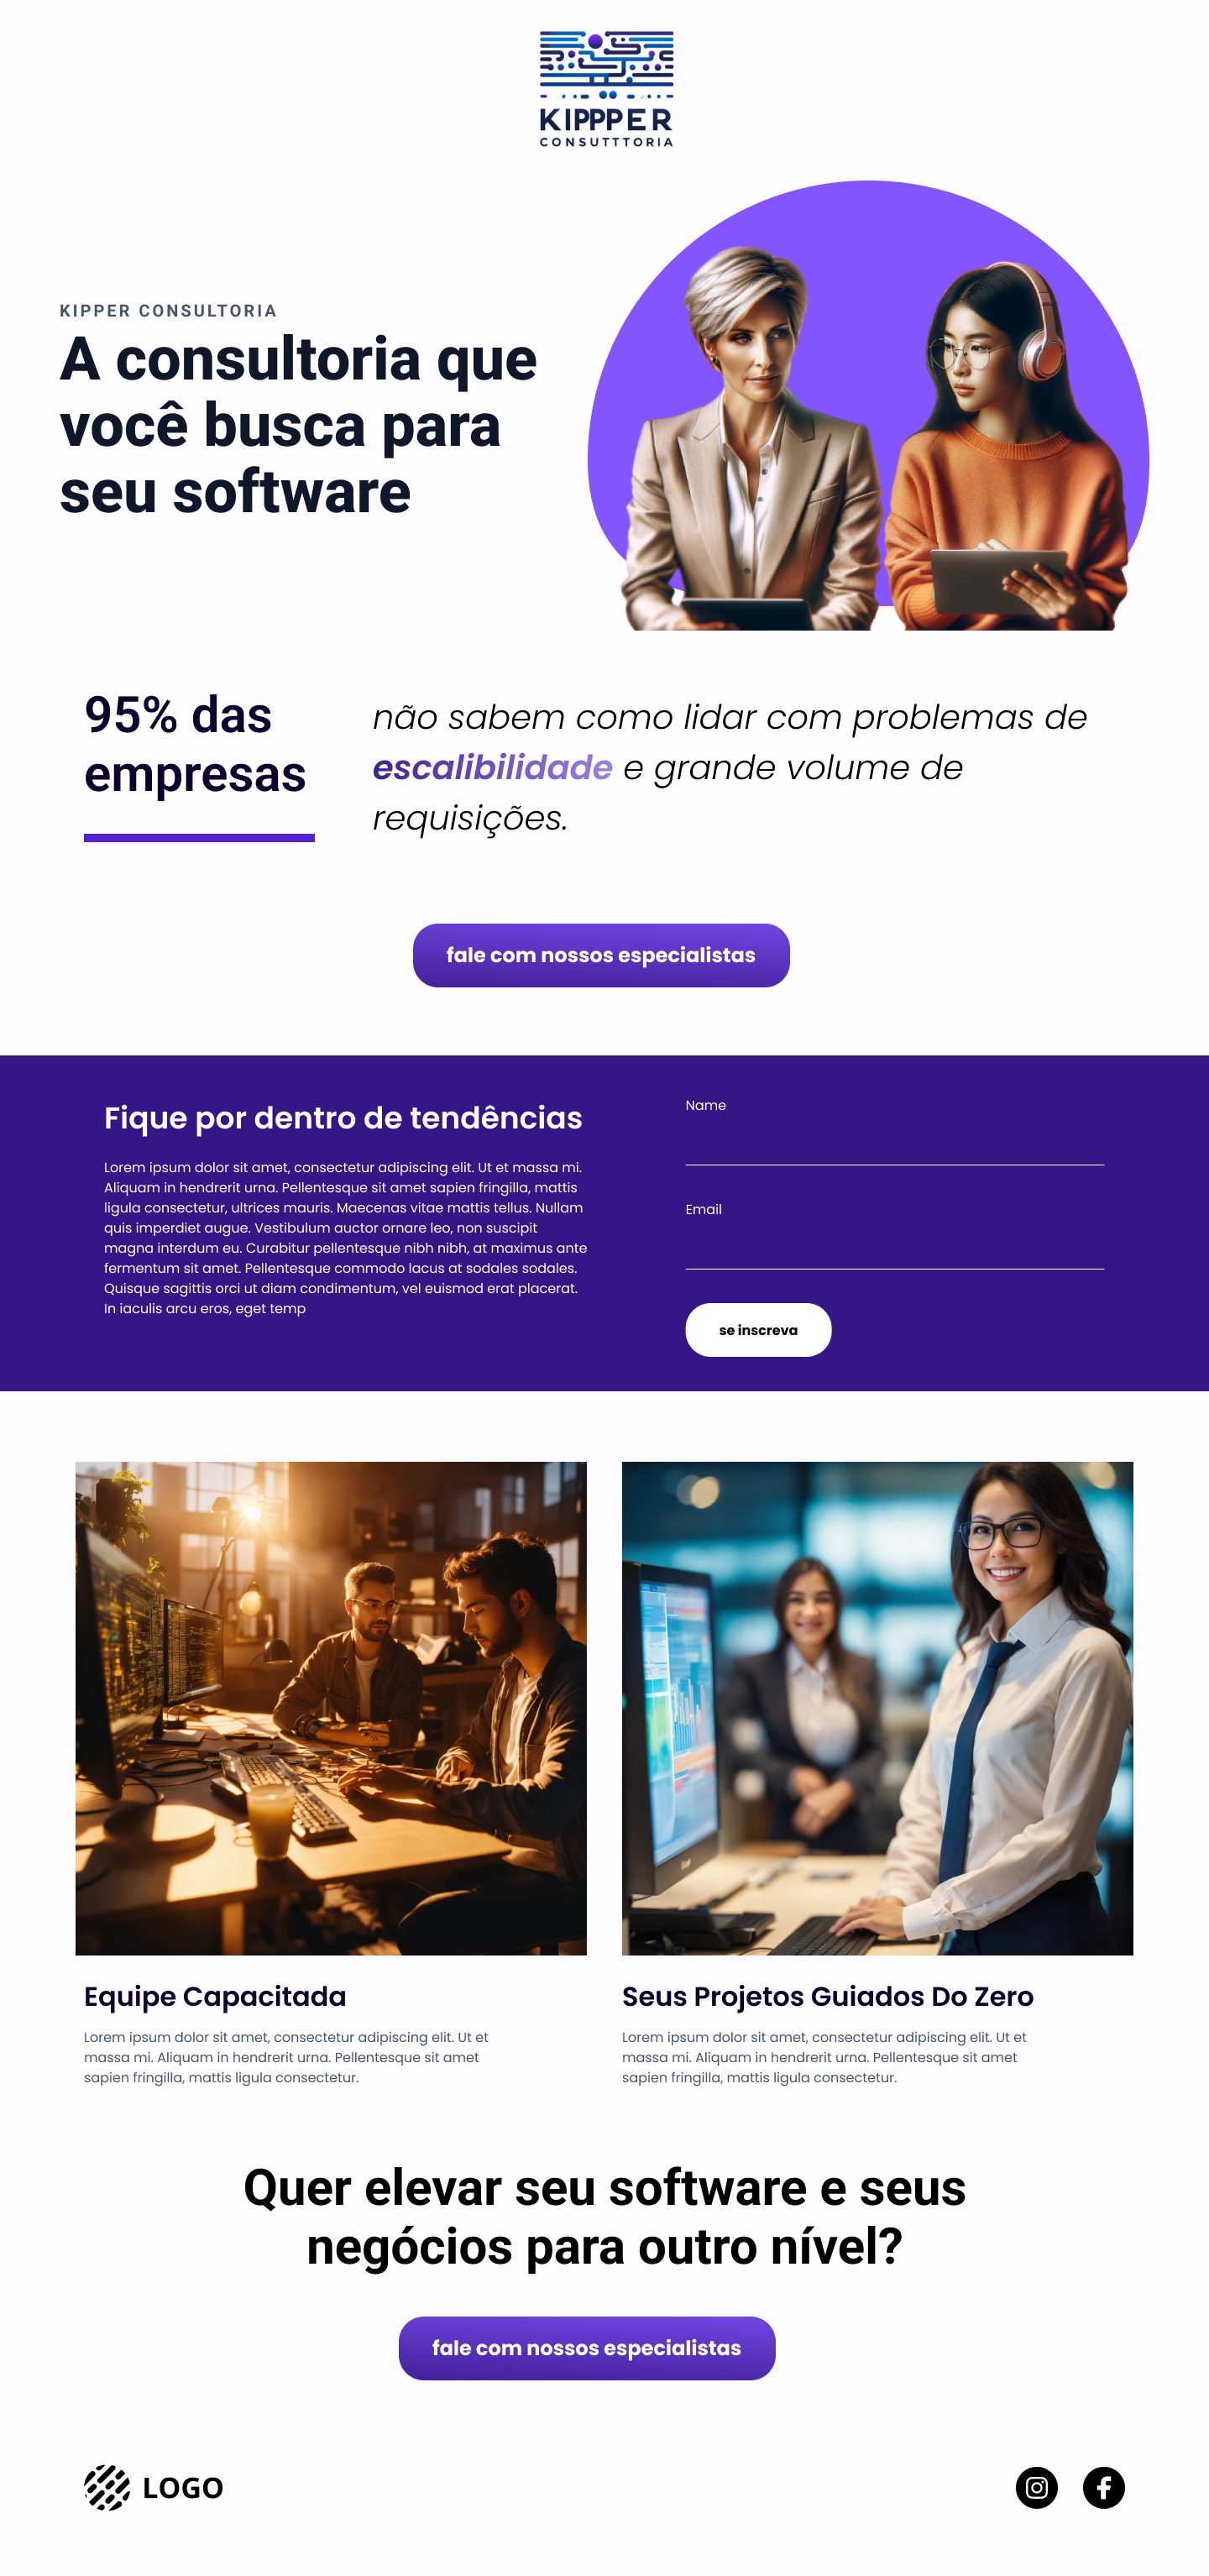 KIPPPER
CONSUTTTORIA
KIPPER CONSULTORIA
A consultoria que
você busca para
seu software
95% das
empresas
não sabem como lidar com problemas de
escalibilidade e grande volume de
requisições.
fale com nossos especialistas
Fique por dentro de tendências
Lorem ipsum dolor sit amet, consectetur adipiscing elit. Ut et massa mi.
Aliquam in hendrerit urna. Pellentesque sit amet sapien fringilla, mattis
ligula consectetur, ultrices mauris. Maecenas vitae mattis tellus. Nullam
quis imperdiet augue. Vestibulum auctor ornare leo, non suscipit
magna interdum eu. Curabitur pellentesque nibh nibh, at maximus ante
fermentum sit amet. Pellentesque commodo lacus at sodales sodales.
Quisque sagittis orci ut diam condimentum, vel euismod erat placerat.
In iaculis arcu eros, eget temp
Name
Email
se inscreva
Equipe Capacitada
Lorem ipsum dolor sit amet, consectetur adipiscing elit. Ut et
massa mi. Aliquam in hendrerit urna. Pellentesque sit amet
sapien fringilla, mattis ligula consectetur.
Seus Projetos Guiados Do Zero
Lorem ipsum dolor sit amet, consectetur adipiscing elit. Ut et
massa mi. Aliquam in hendrerit urna. Pellentesque sit amet
sapien fringilla, mattis ligula consectetur.
Quer elevar seu software e seus
negócios para outro nível?
fale com nossos especialistas
LOGO